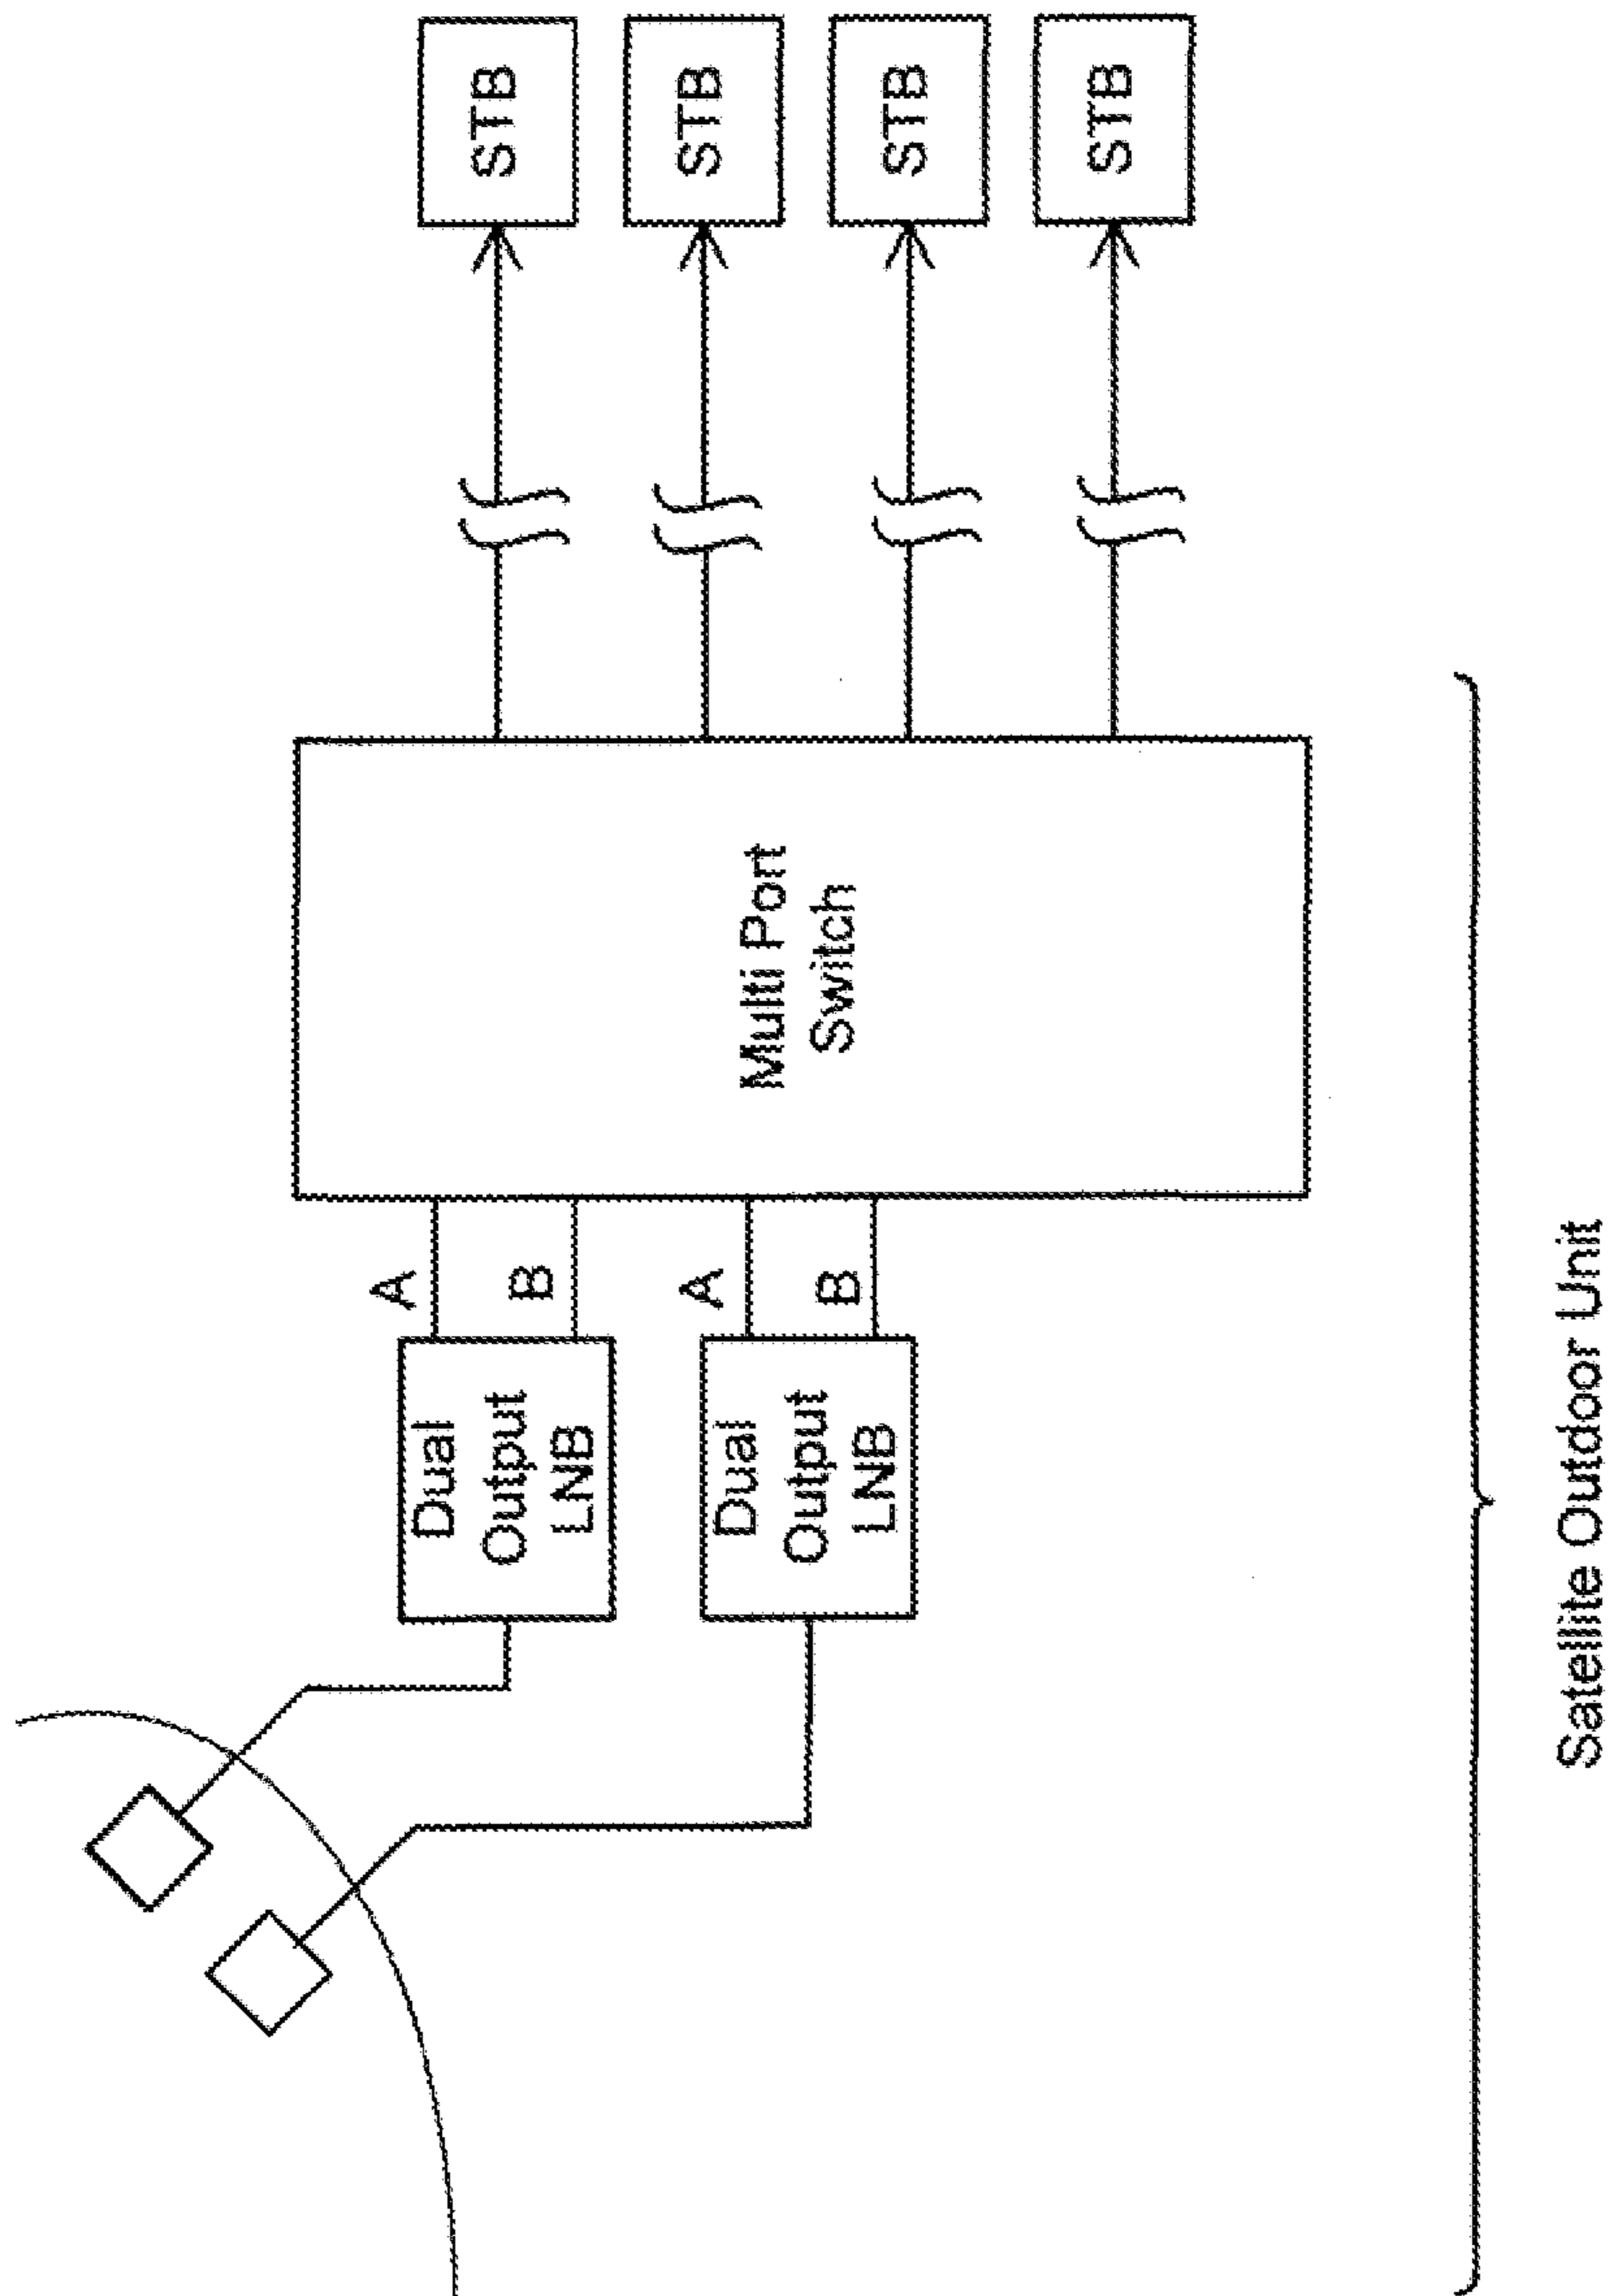 Dual
Output
LNB
A
B
Dual
Output
LNB
A
B
Multi Port
Switch
STB
STB
STB
STB
Satellite Outdoor Unit